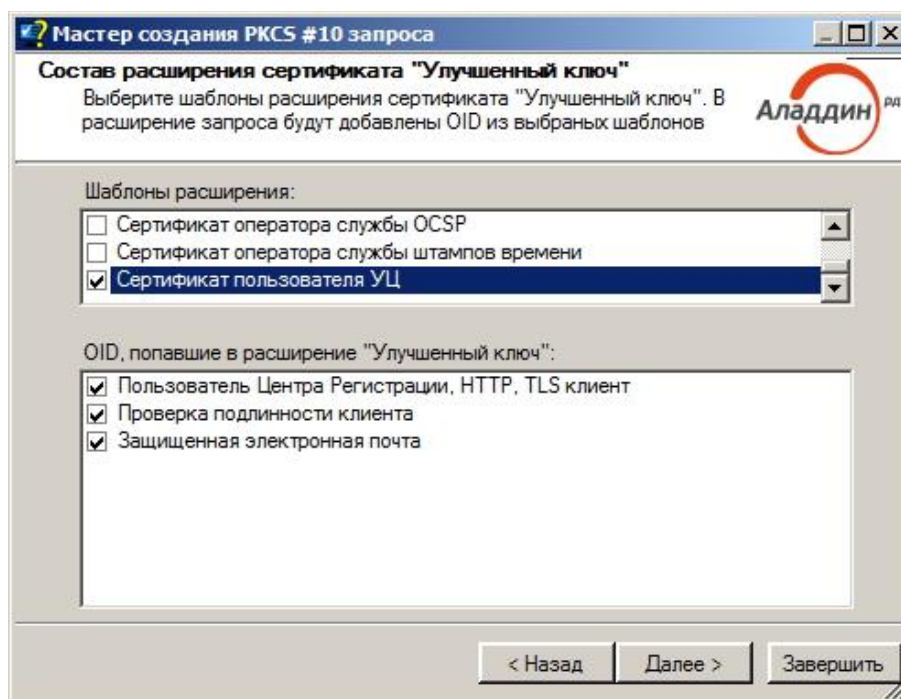 Мастер создания PKCS #10 запроса
Состав расширения сертификата "Улучшенный ключ"
Выберите шаблоны расширения сертификата "Улучшенный ключ". В
расширение запроса будут добавлены OID из выбраных шаблонов
Аладдин РД
Шаблоны расширения:
Сертификат оператора службы OCSP
Сертификат оператора службы штампов времени
Сертификат пользователя УЦ
OID, попавшие в расширение "Улучшенный ключ":
Пользователь Центра Регистрации, HTTP, TLS клиент
Проверка подлинности клиента
Защищенная электронная почта
< Назад
Далее >
Завершить